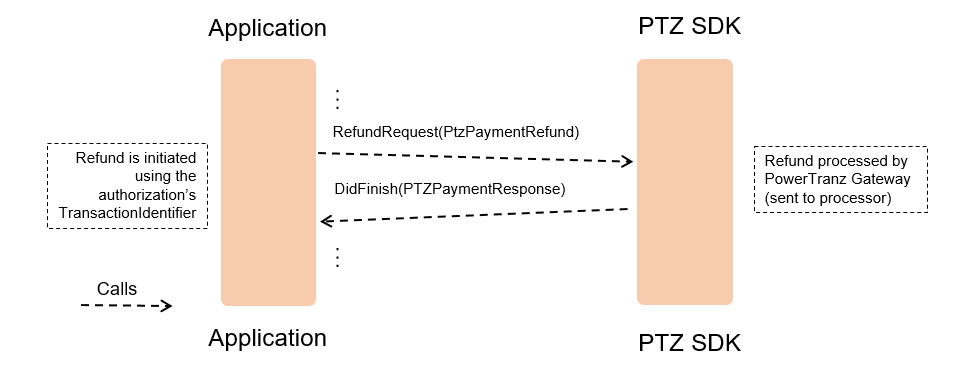 Application
PTZ SDK
RefundRequest(PtzPaymentRefund)
Refund is initiated
using the
authorization's
TransactionIdentifier
DidFinish(PTZPaymentResponse)
Refund processed by
PowerTranz Gateway
(sent to processor)
Calls
Application
PTZ SDK